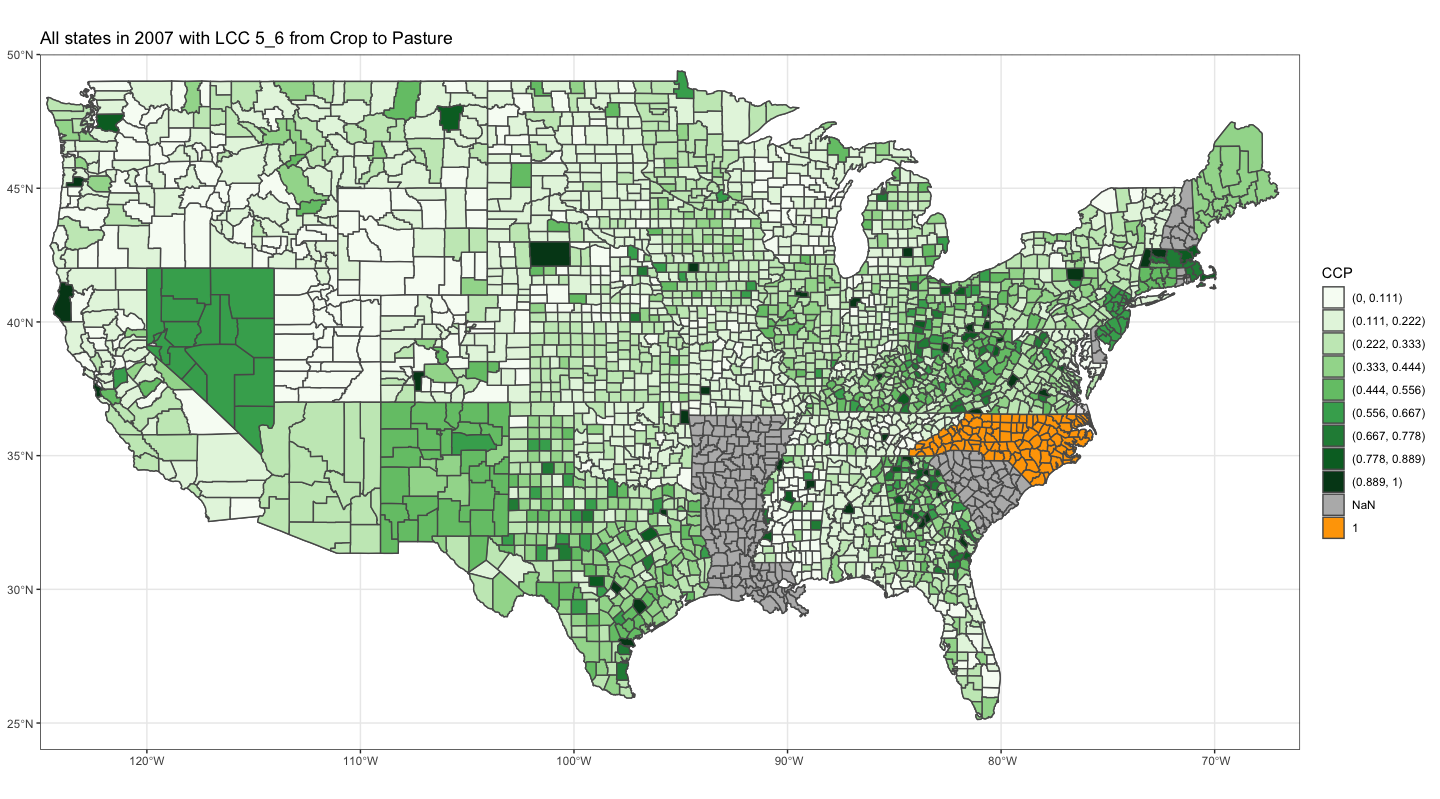 All states in 2007 with LCC 5_6 from Crop to Pasture
50°N
45°N
40°N
35°N
30°N
25°N
120°W
110°W
100°W
90°W
80°W
70°W
CCP
(0, 0.111)
(0.111, 0.222)
(0.222, 0.333)
(0.333, 0.444)
(0.444, 0.556)
(0.556, 0.667)
(0.667, 0.778)
(0.778, 0.889)
(0.889, 1)
NaN
1